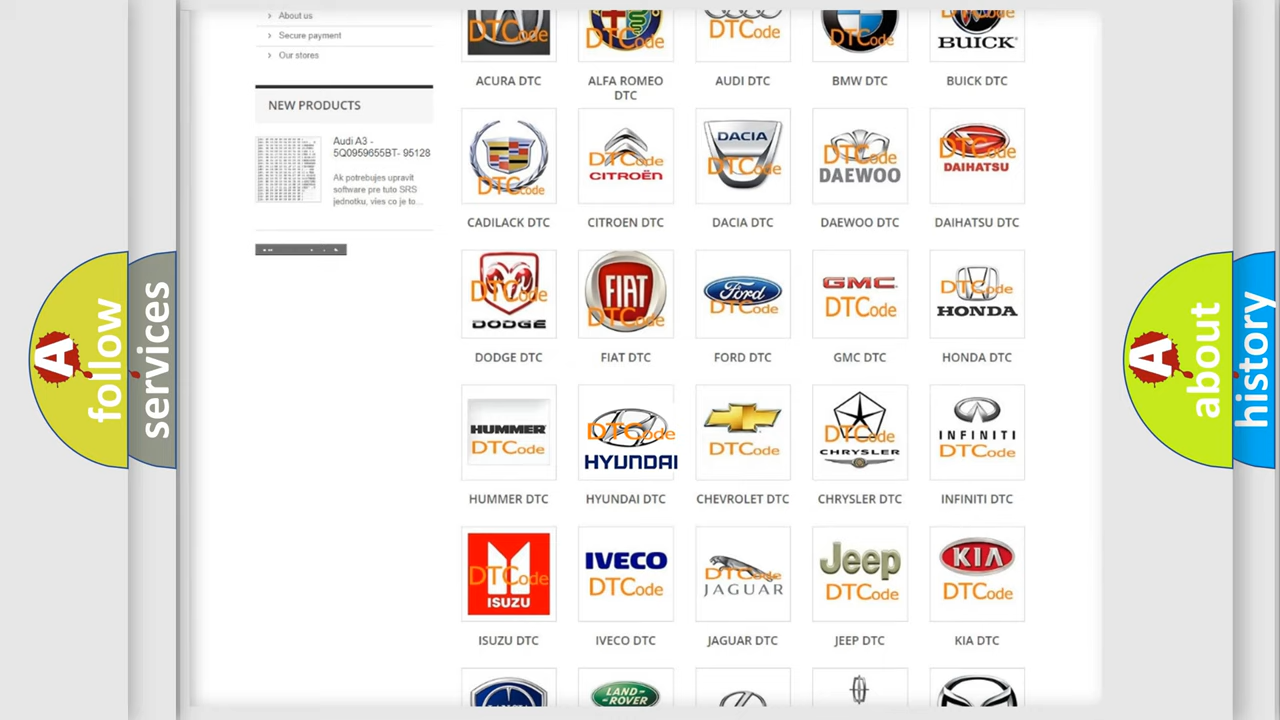 About us
Secure payment
Our stores
NEW PRODUCTS
Audi A3 -
5Q0959655BT- 95128
Ak potrebujes upravit
software pre tuto SRS
jednotku, vies co je to...
DTCode
DTCode
DTCode
DTCode
BUICK
ACURA DTC
ALFA ROMEO
DTC
AUDI DTC
BMW DTC
BUICK DTC
DTCode
DTCode
CITROËN
DACIA
DTCode
DTCode
DAEWOO
DTCode
DAIHATSU
CADILACK DTC
CITROEN DTC
DACIA DTC
DAEWOO DTC
DAIHATSU DTC
DTCode
DODGE
FIAT
DTCode
Ford
DTCode
GMC
DTCode
DTCode
HONDA
DODGE DTC
FIAT DTC
FORD DTC
GMC DTC
HONDA DTC
HUMMER
DTCode
DTCode
HYUNDAI
DTCode
DTCode
CHRYSLER
INFINITI
DTCode
HUMMER DTC
HYUNDAI DTC
CHEVROLET DTC
CHRYSLER DTC
INFINITI DTC
DTCode
ISUZU
IVECO
DTCode
DTCode
JAGUAR
Jeep
DTCode
KIA
DTCode
ISUZU DTC
IVECO DTC
JAGUAR DTC
JEEP DTC
KIA DTC
LAND-
ROVER
A
follow
services
A
about
history